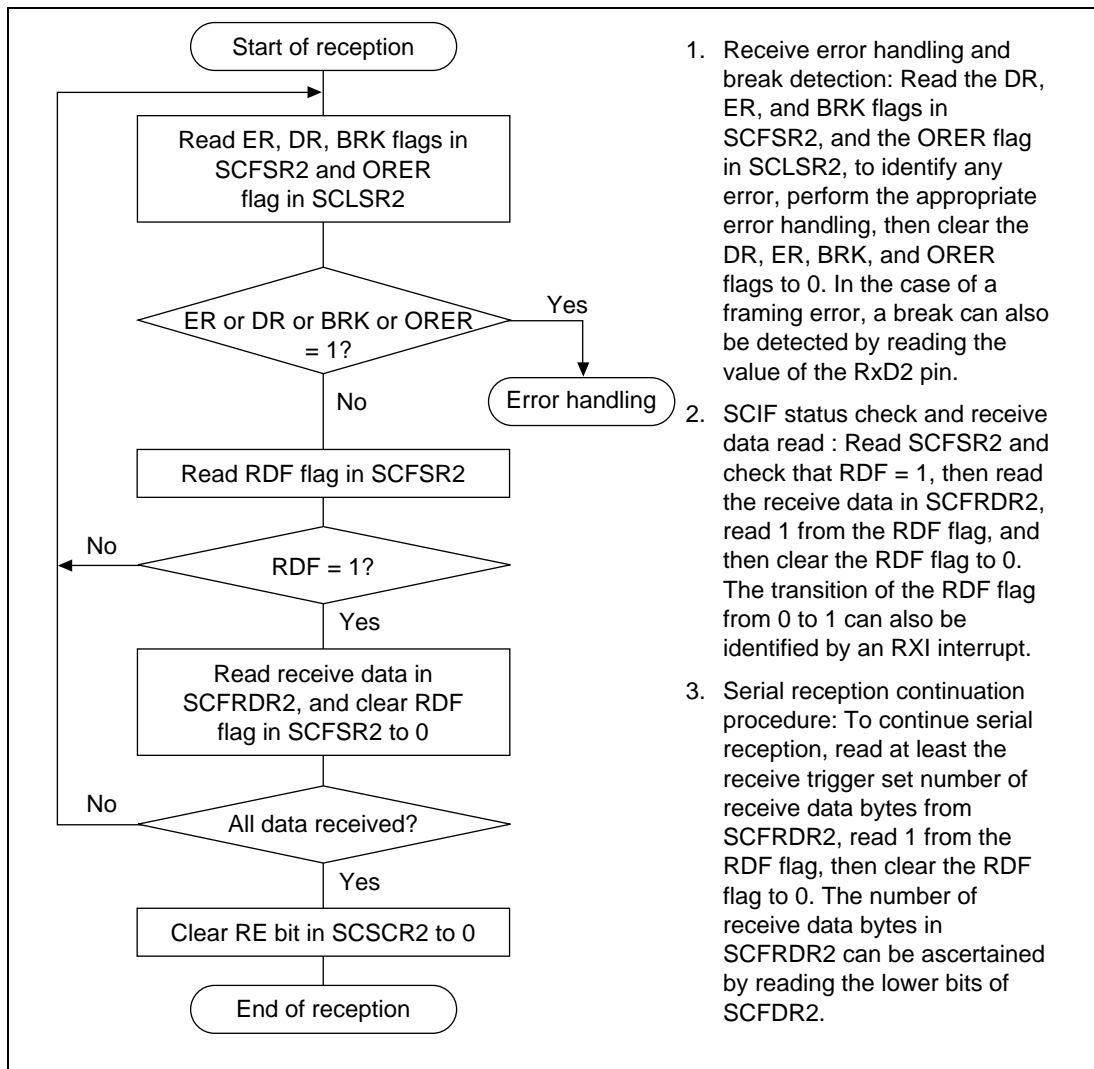 Start of reception
Read ER, DR, BRK flags in
SCFSR2 and ORER
flag in SCLSR2
ER or DR or BRK or ORER
= 1?
Yes
Error handling
No
Read RDF flag in SCFSR2
No
RDF = 1?
Yes
Read receive data in
SCFRDR2, and clear RDF
flag in SCFSR2 to 0
No
All data received?
Yes
Clear RE bit in SCSCR2 to 0
End of reception
1. Receive error handling and
break detection: Read the DR,
ER, and BRK flags in
SCFSR2, and the ORER flag
in SCLSR2, to identify any
error, perform the appropriate
error handling, then clear the
DR, ER, BRK, and ORER
flags to 0. In the case of a
framing error, a break can also
be detected by reading the
value of the RxD2 pin.
2. SCIF status check and receive
data read : Read SCFSR2 and
check that RDF = 1, then read
the receive data in SCFRDR2,
read 1 from the RDF flag, and
then clear the RDF flag to 0.
The transition of the RDF flag
from 0 to 1 can also be
identified by an RXI interrupt.
3. Serial reception continuation
procedure: To continue serial
reception, read at least the
receive trigger set number of
receive data bytes from
SCFRDR2, read 1 from the
RDF flag, then clear the RDF
flag to 0. The number of
receive data bytes in
SCFRDR2 can be ascertained
by reading the lower bits of
SCFDR2.